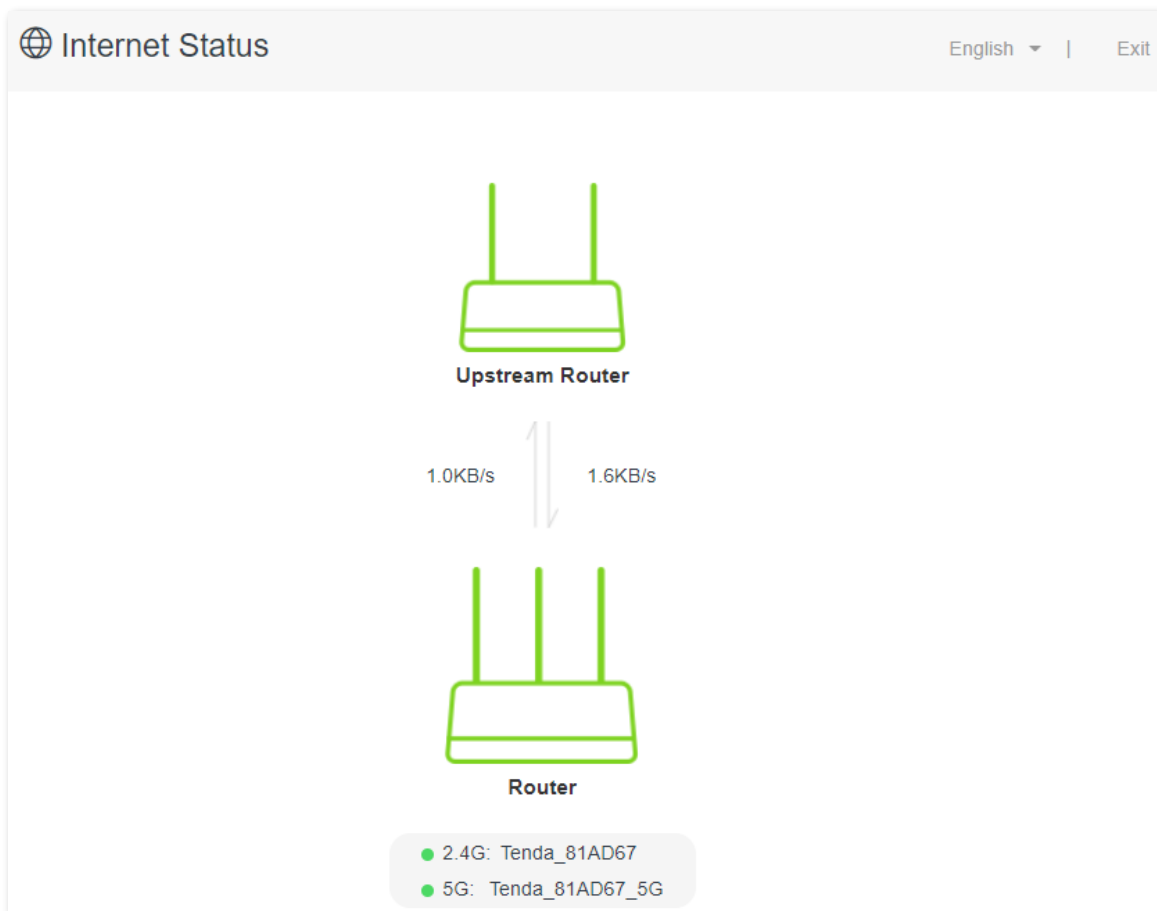 Internet Status
English |
Exit
Upstream Router
1.0KB/s
1.6KB/s
Router
2.4G: Tenda_81AD67
5G: Tenda_81AD67_5G